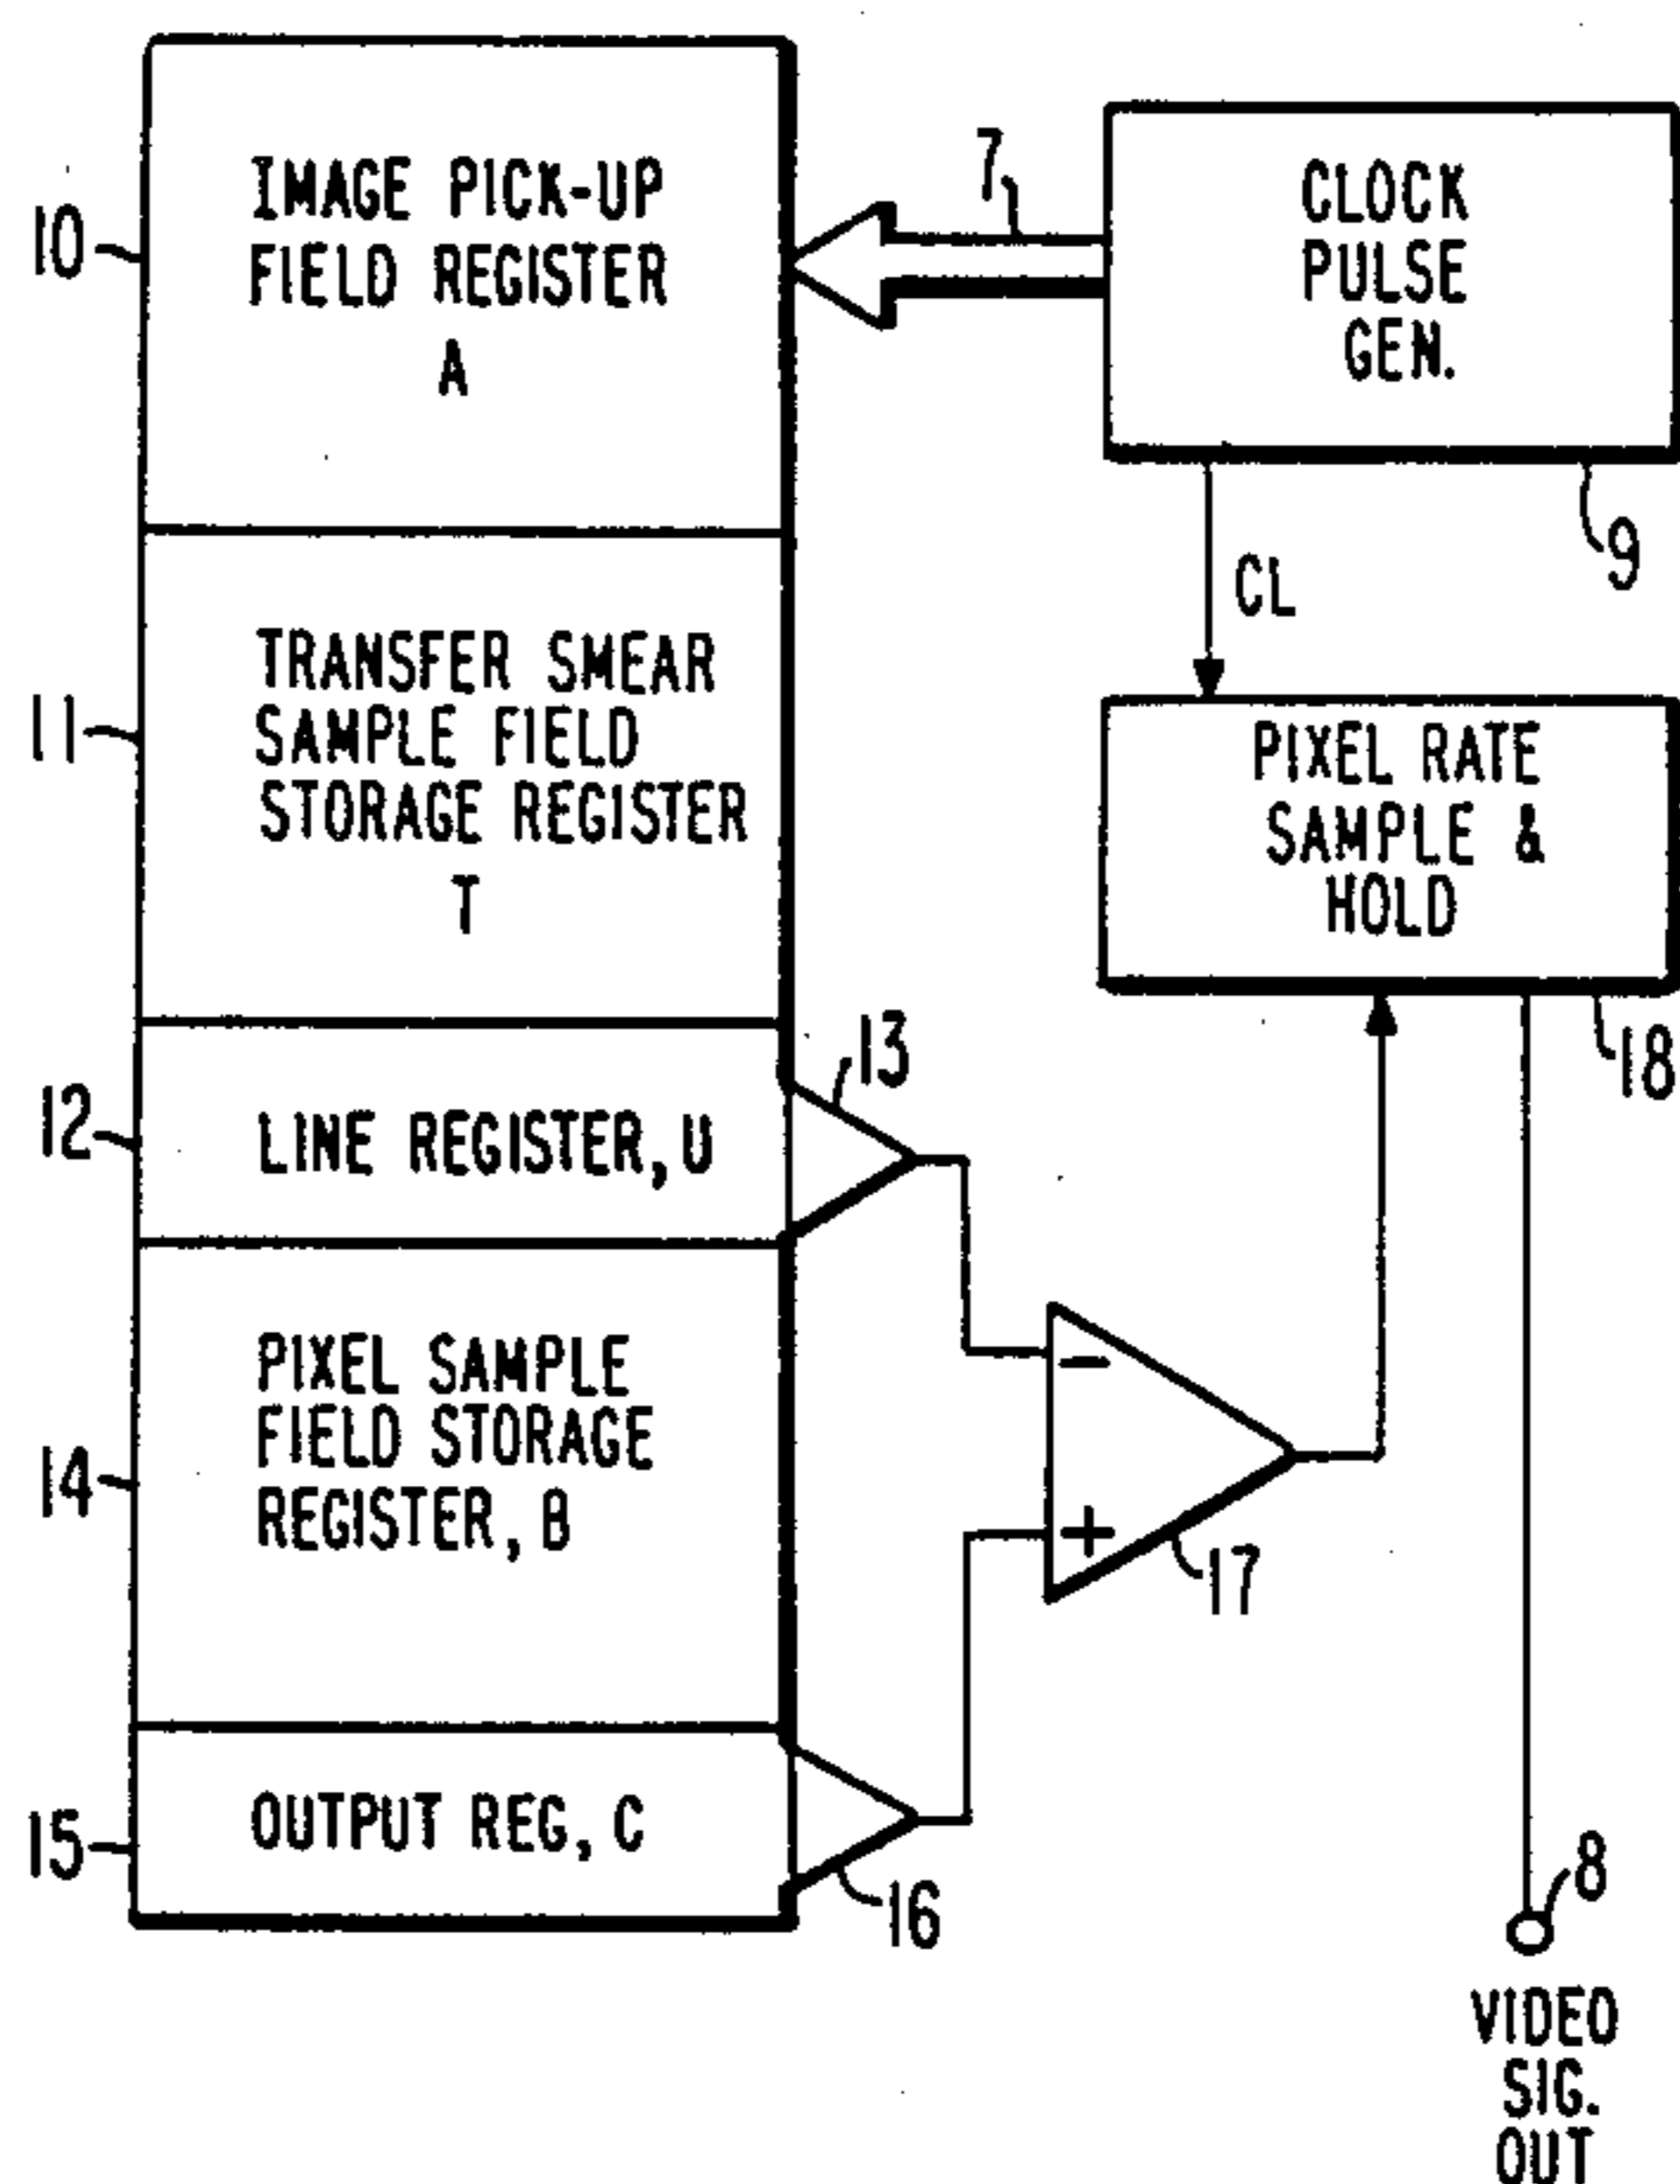 10
IMAGE PICK-UP
FIELD REGISTER
A
7
CLOCK
PULSE
GEN.
9
CL
11
TRANSFER SMEAR
SAMPLE FIELD
STORAGE REGISTER
T
PIXEL RATE
SAMPLE &
HOLD
18
12
LINE REGISTER, U
13
14
PIXEL SAMPLE
FIELD STORAGE
REGISTER, B
−
+
17
15
OUTPUT REG, C
16
8
VIDEO
SIG.
OUT